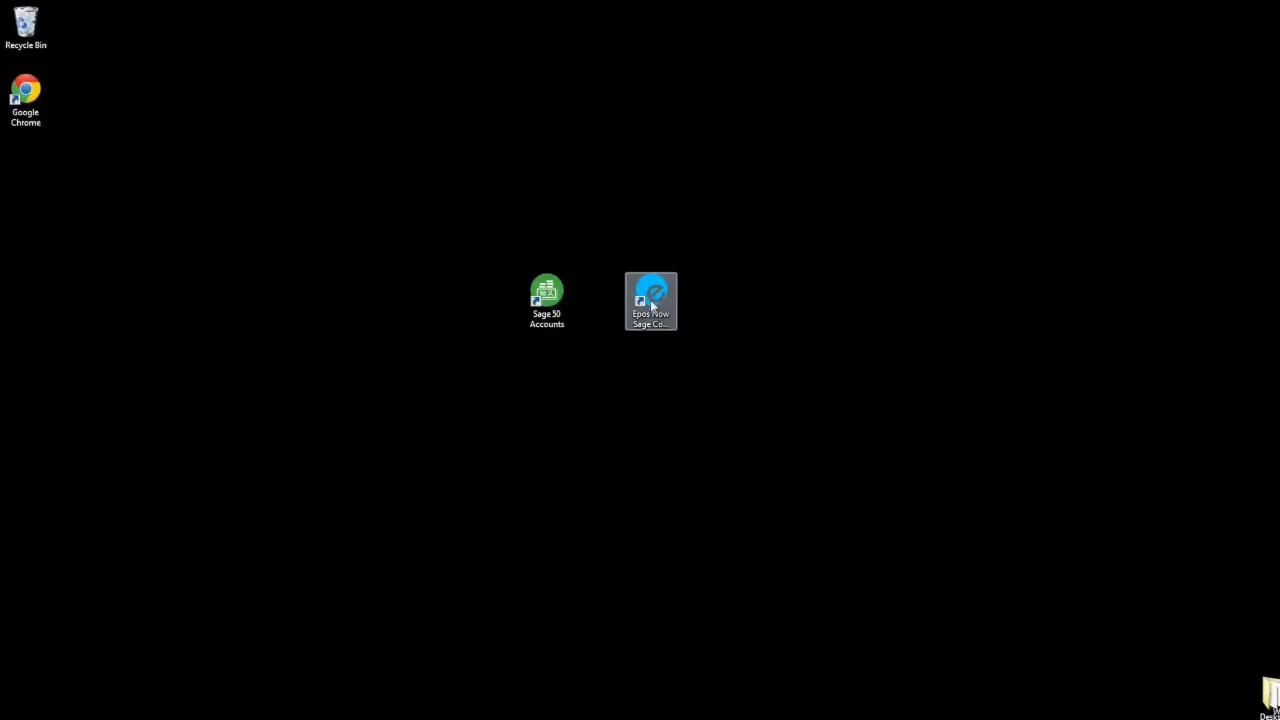 Recycle Bin
Google
Chrome
Sage 50
Accounts
Epos Now
Sage Co...